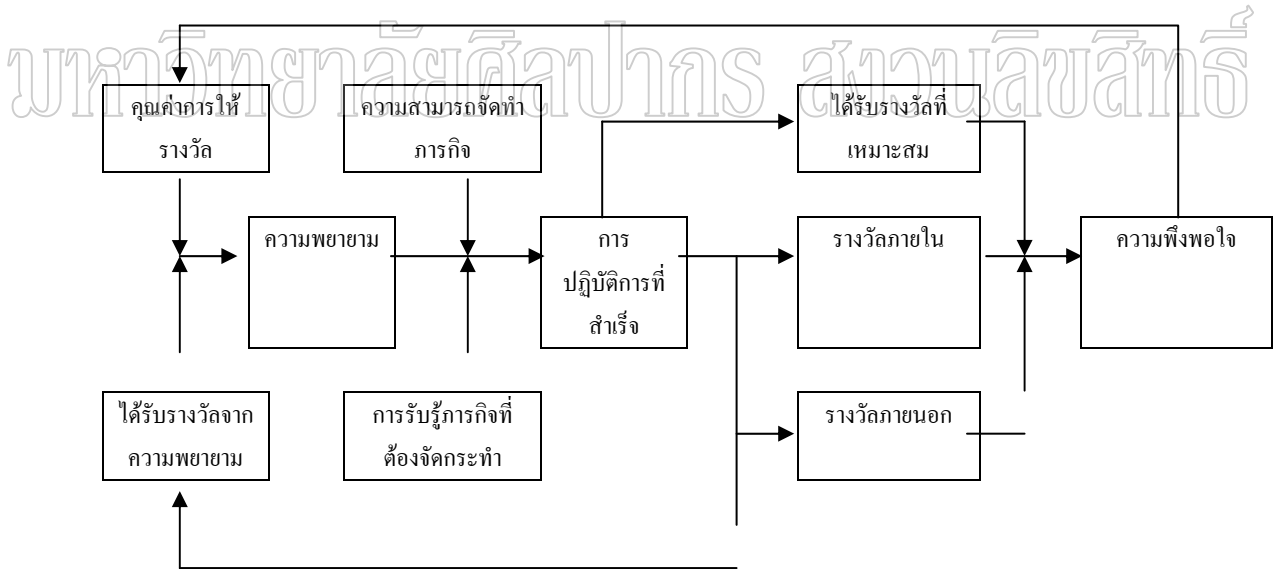 มหาวิทยาลัยศิลปากร สงวนลิขสิทธิ์
คุณค่าการให้
รางวัล
ความสามารถจัดทำ
ภารกิจ
ได้รับรางวัลที่
เหมาะสม
ความพยายาม
การ
ปฏิบัติการที่
สำเร็จ
รางวัลภายใน
ความพึงพอใจ
ได้รับรางวัลจาก
ความพยายาม
การรับรู้ภารกิจที่
ต้องจัดกระทำ
รางวัลภายนอก